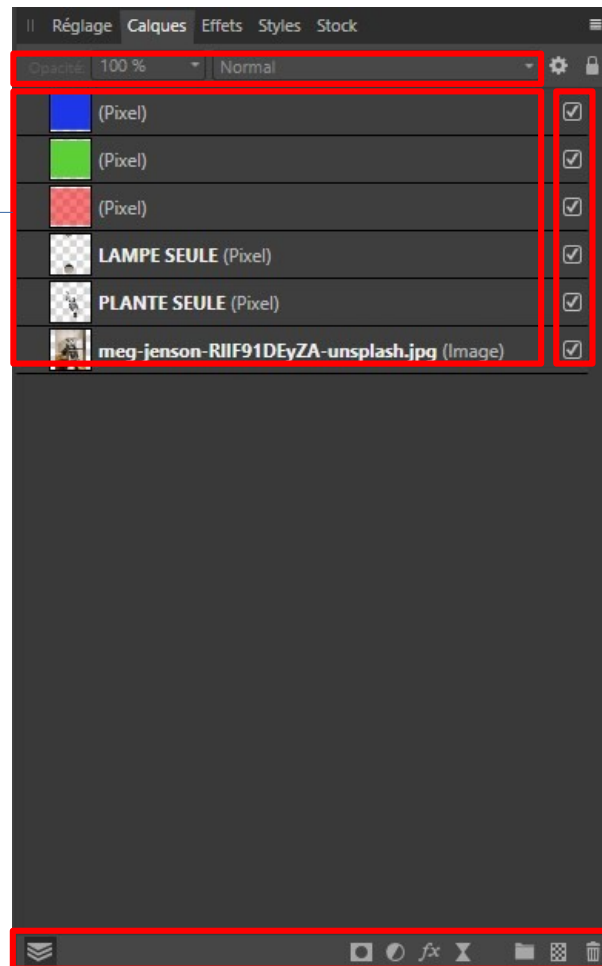 Réglage Calques Effets Styles Stock
Opacité: 100 % Normal
(Pixel)
(Pixel)
(Pixel)
LAMPE SEULE (Pixel)
PLANTE SEULE (Pixel)
meg-jenson-RIIF91DEyZA-unsplash.jpg (Image)
fx